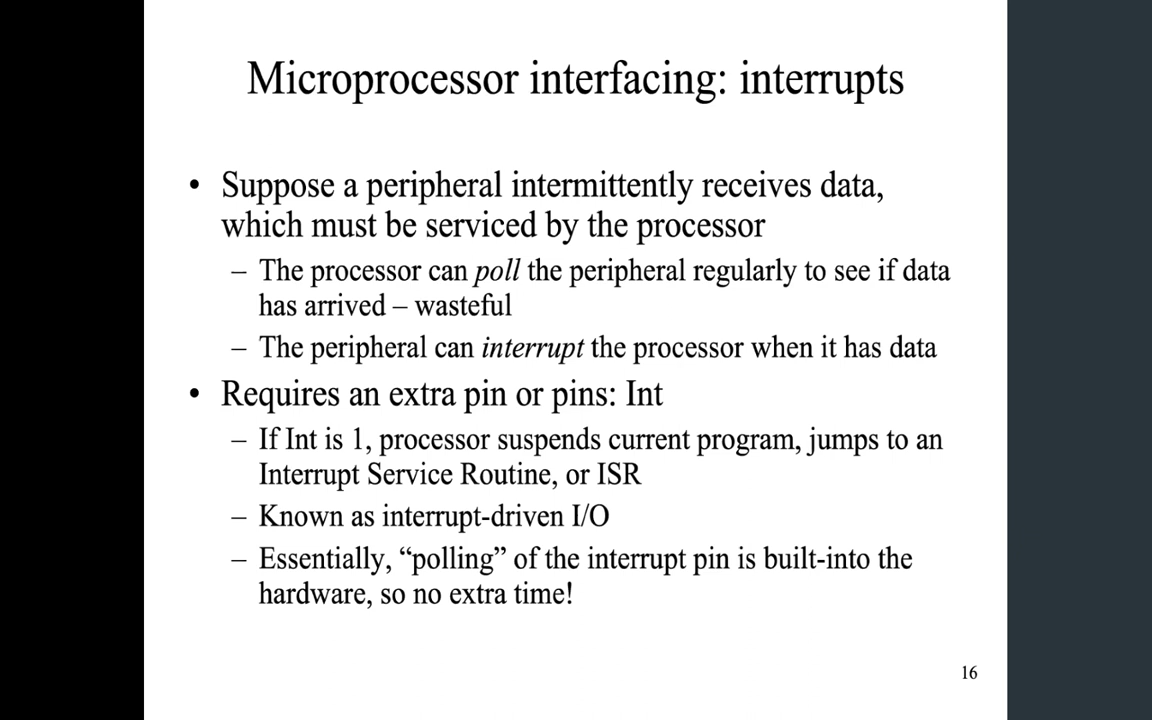 Microprocessor interfacing: interrupts
• Suppose a peripheral intermittently receives data,
which must be serviced by the processor
– The processor can poll the peripheral regularly to see if data
has arrived – wasteful
– The peripheral can interrupt the processor when it has data
• Requires an extra pin or pins: Int
– If Int is 1, processor suspends current program, jumps to an
Interrupt Service Routine, or ISR
– Known as interrupt-driven I/O
– Essentially, “polling” of the interrupt pin is built-into the
hardware, so no extra time!
16